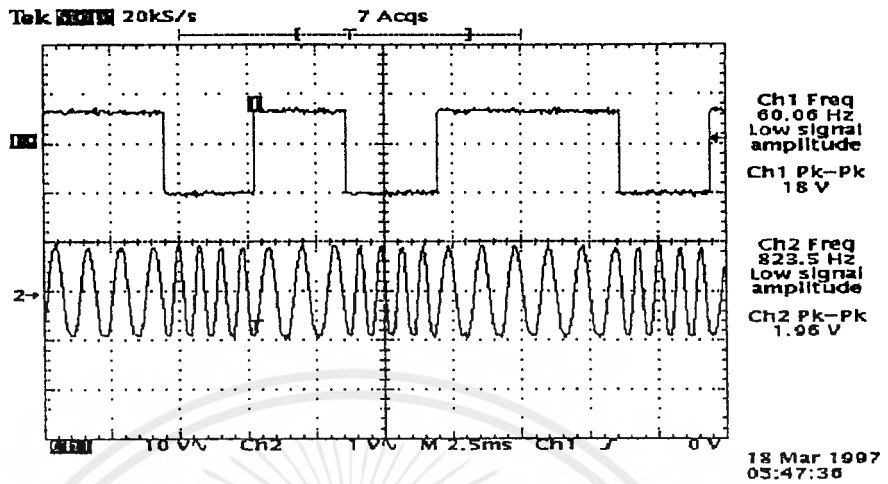 Tek 20kS/s 7 Acqs
Ch1 Freq
60.06 Hz
Low signal
amplitude
Ch1 Pk-Pk
18 V
Ch2 Freq
823.5 Hz
Low signal
amplitude
Ch2 Pk-Pk
1.96 V
2→
10 V∿ Ch2 1 V∿ M 2.5ms Ch1 ∫ 0 V
18 Mar 1997
05:47:36